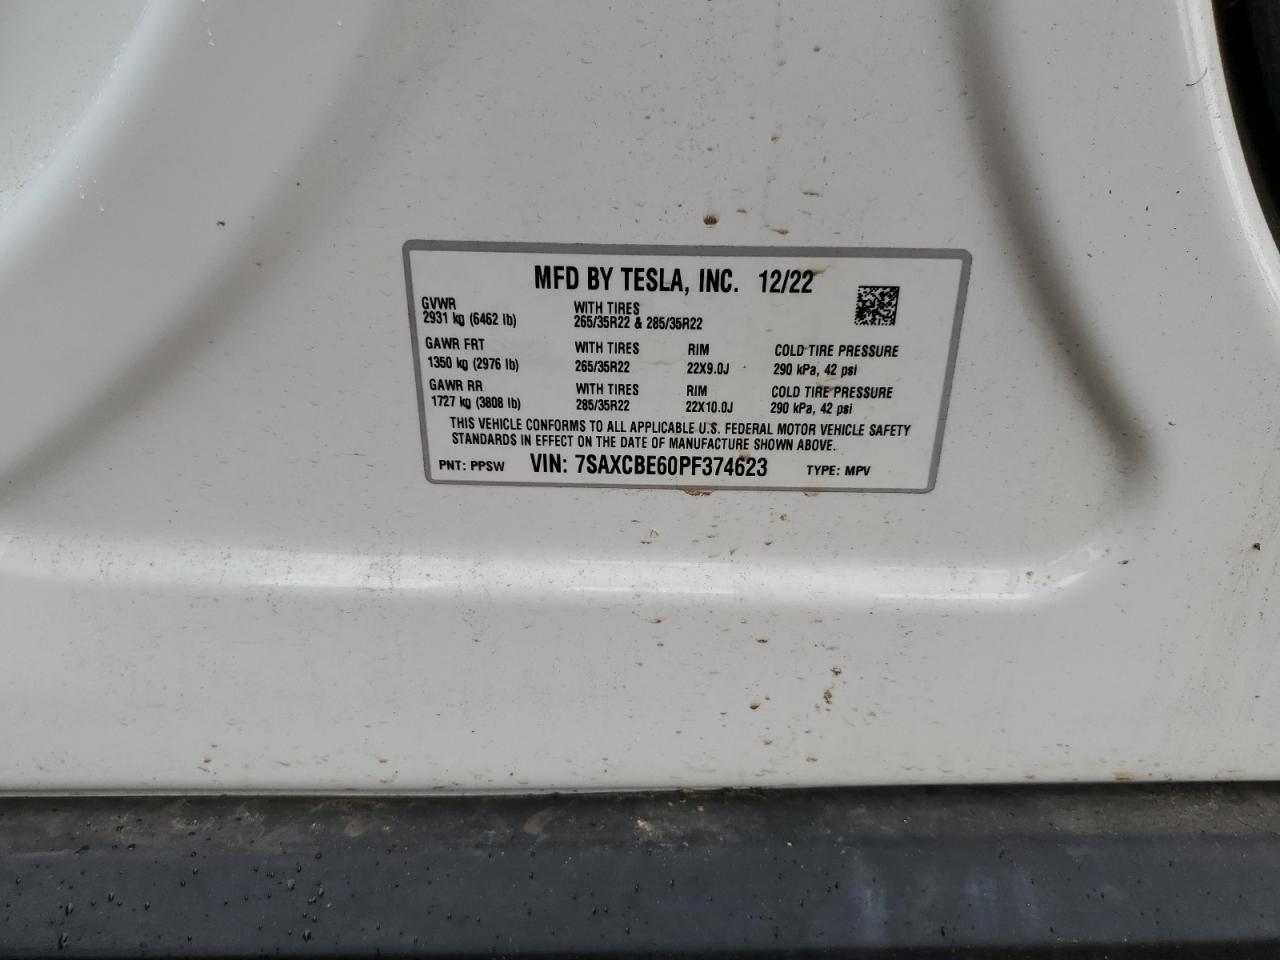 MFD BY TESLA, INC. 12/22
GVWR WITH TIRES
2931 kg (6462 lb) 265/35R22 & 285/35R22
GAWR FRT WITH TIRES RIM COLD TIRE PRESSURE
1350 kg (2976 lb) 265/35R22 22X9.0J 290 kPa, 42 psi
GAWR RR WITH TIRES RIM COLD TIRE PRESSURE
1727 kg (3808 lb) 285/35R22 22X10.0J 290 kPa, 42 psi
THIS VEHICLE CONFORMS TO ALL APPLICABLE U.S. FEDERAL MOTOR VEHICLE SAFETY
STANDARDS IN EFFECT ON THE DATE OF MANUFACTURE SHOWN ABOVE.
PNT: PPSW VIN: 7SAXCBE60PF374623 TYPE: MPV